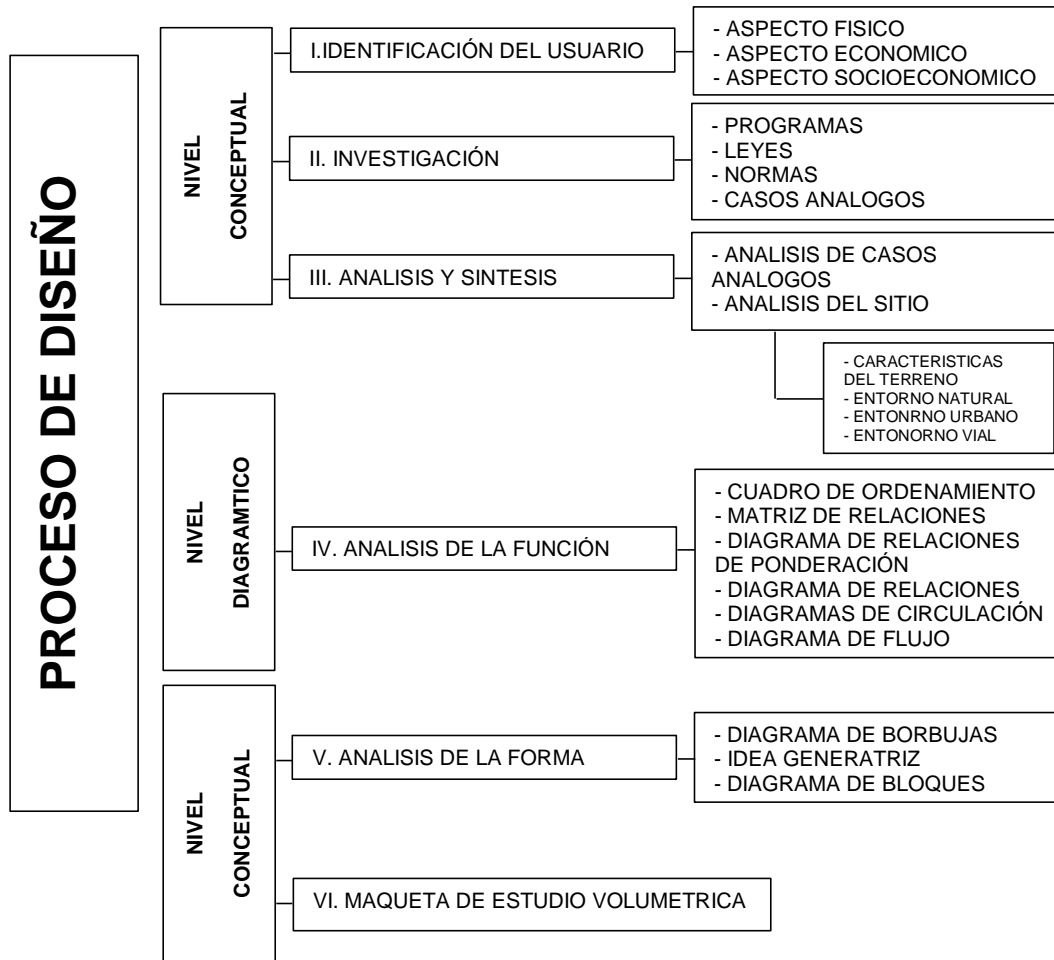 PROCESO DE DISEÑO
NIVEL
CONCEPTUAL
I.IDENTIFICACIÓN DEL USUARIO
- ASPECTO FISICO
- ASPECTO ECONOMICO
- ASPECTO SOCIOECONOMICO
II. INVESTIGACIÓN
- PROGRAMAS
- LEYES
- NORMAS
- CASOS ANALOGOS
III. ANALISIS Y SINTESIS
- ANALISIS DE CASOS
ANALOGOS
- ANALISIS DEL SITIO
- CARACTERISTICAS
DEL TERRENO
- ENTORNO NATURAL
- ENTONRNO URBANO
- ENTONORNO VIAL
NIVEL
DIAGRAMTICO
IV. ANALISIS DE LA FUNCIÓN
- CUADRO DE ORDENAMIENTO
- MATRIZ DE RELACIONES
- DIAGRAMA DE RELACIONES
DE PONDERACIÓN
- DIAGRAMA DE RELACIONES
- DIAGRAMAS DE CIRCULACIÓN
- DIAGRAMA DE FLUJO
NIVEL
CONCEPTUAL
V. ANALISIS DE LA FORMA
- DIAGRAMA DE BORBUJAS
- IDEA GENERATRIZ
- DIAGRAMA DE BLOQUES
VI. MAQUETA DE ESTUDIO VOLUMETRICA